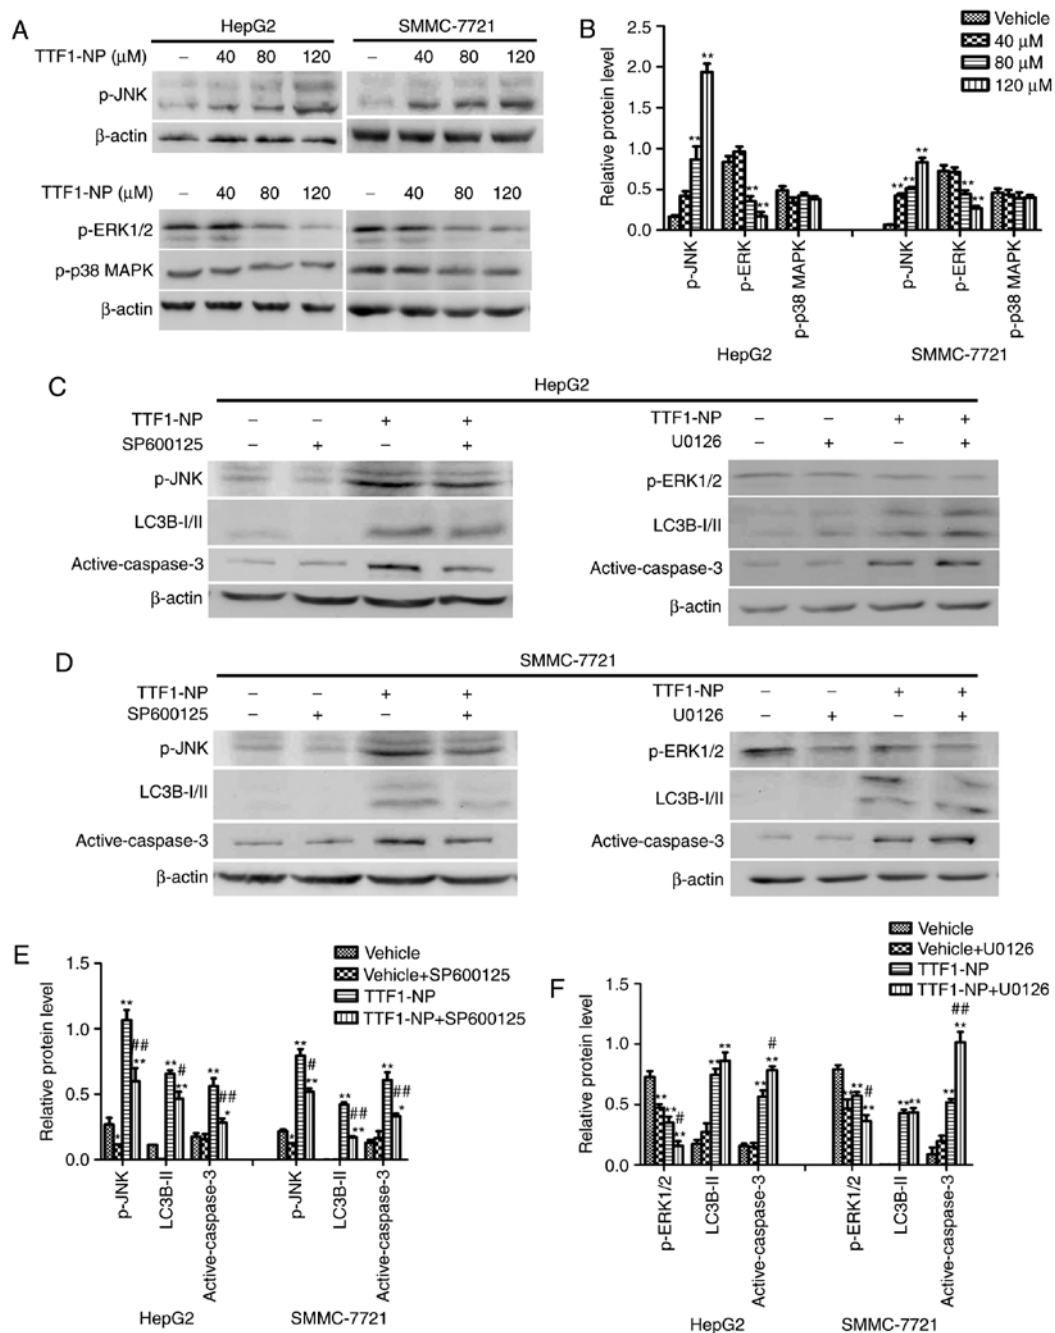 A
HepG2 SMMC-7721
TTF1-NP (μM) – 40 80 120 – 40 80 120
p-JNK
β-actin
TTF1-NP (μM) – 40 80 120 – 40 80 120
p-ERK1/2
p-p38 MAPK
β-actin
B
Vehicle
40 μM
80 μM
120 μM
Relative protein level
2.5
2.0
1.5
1.0
0.5
0.0
** ** ** ** ** ** ** ** **
p-JNK p-ERK p-p38 MAPK p-JNK p-ERK p-p38 MAPK
HepG2 SMMC-7721
C
HepG2
TTF1-NP – – + +
SP600125 – + – +
p-JNK
LC3B-I/II
Active-caspase-3
β-actin
TTF1-NP – – + +
U0126 – + – +
p-ERK1/2
LC3B-I/II
Active-caspase-3
β-actin
D
SMMC-7721
TTF1-NP – – + +
SP600125 – + – +
p-JNK
LC3B-I/II
Active-caspase-3
β-actin
TTF1-NP – – + +
U0126 – + – +
p-ERK1/2
LC3B-I/II
Active-caspase-3
β-actin
E
Vehicle
Vehicle+SP600125
TTF1-NP
TTF1-NP+SP600125
Relative protein level
1.5
1.0
0.5
0.0
* ** ## ** ** # ** ** ## * * ** # ** ** ## ** ** ## *
p-JNK LC3B-II Active-caspase-3 p-JNK LC3B-II Active-caspase-3
HepG2 SMMC-7721
F
Vehicle
Vehicle+U0126
TTF1-NP
TTF1-NP+U0126
Relative protein level
1.5
1.0
0.5
0.0
** ** # ** ** ** ** # ** ** ** # ** ** ** ** ## **
p-ERK1/2 LC3B-II Active-caspase-3 p-ERK1/2 LC3B-II Active-caspase-3
HepG2 SMMC-7721